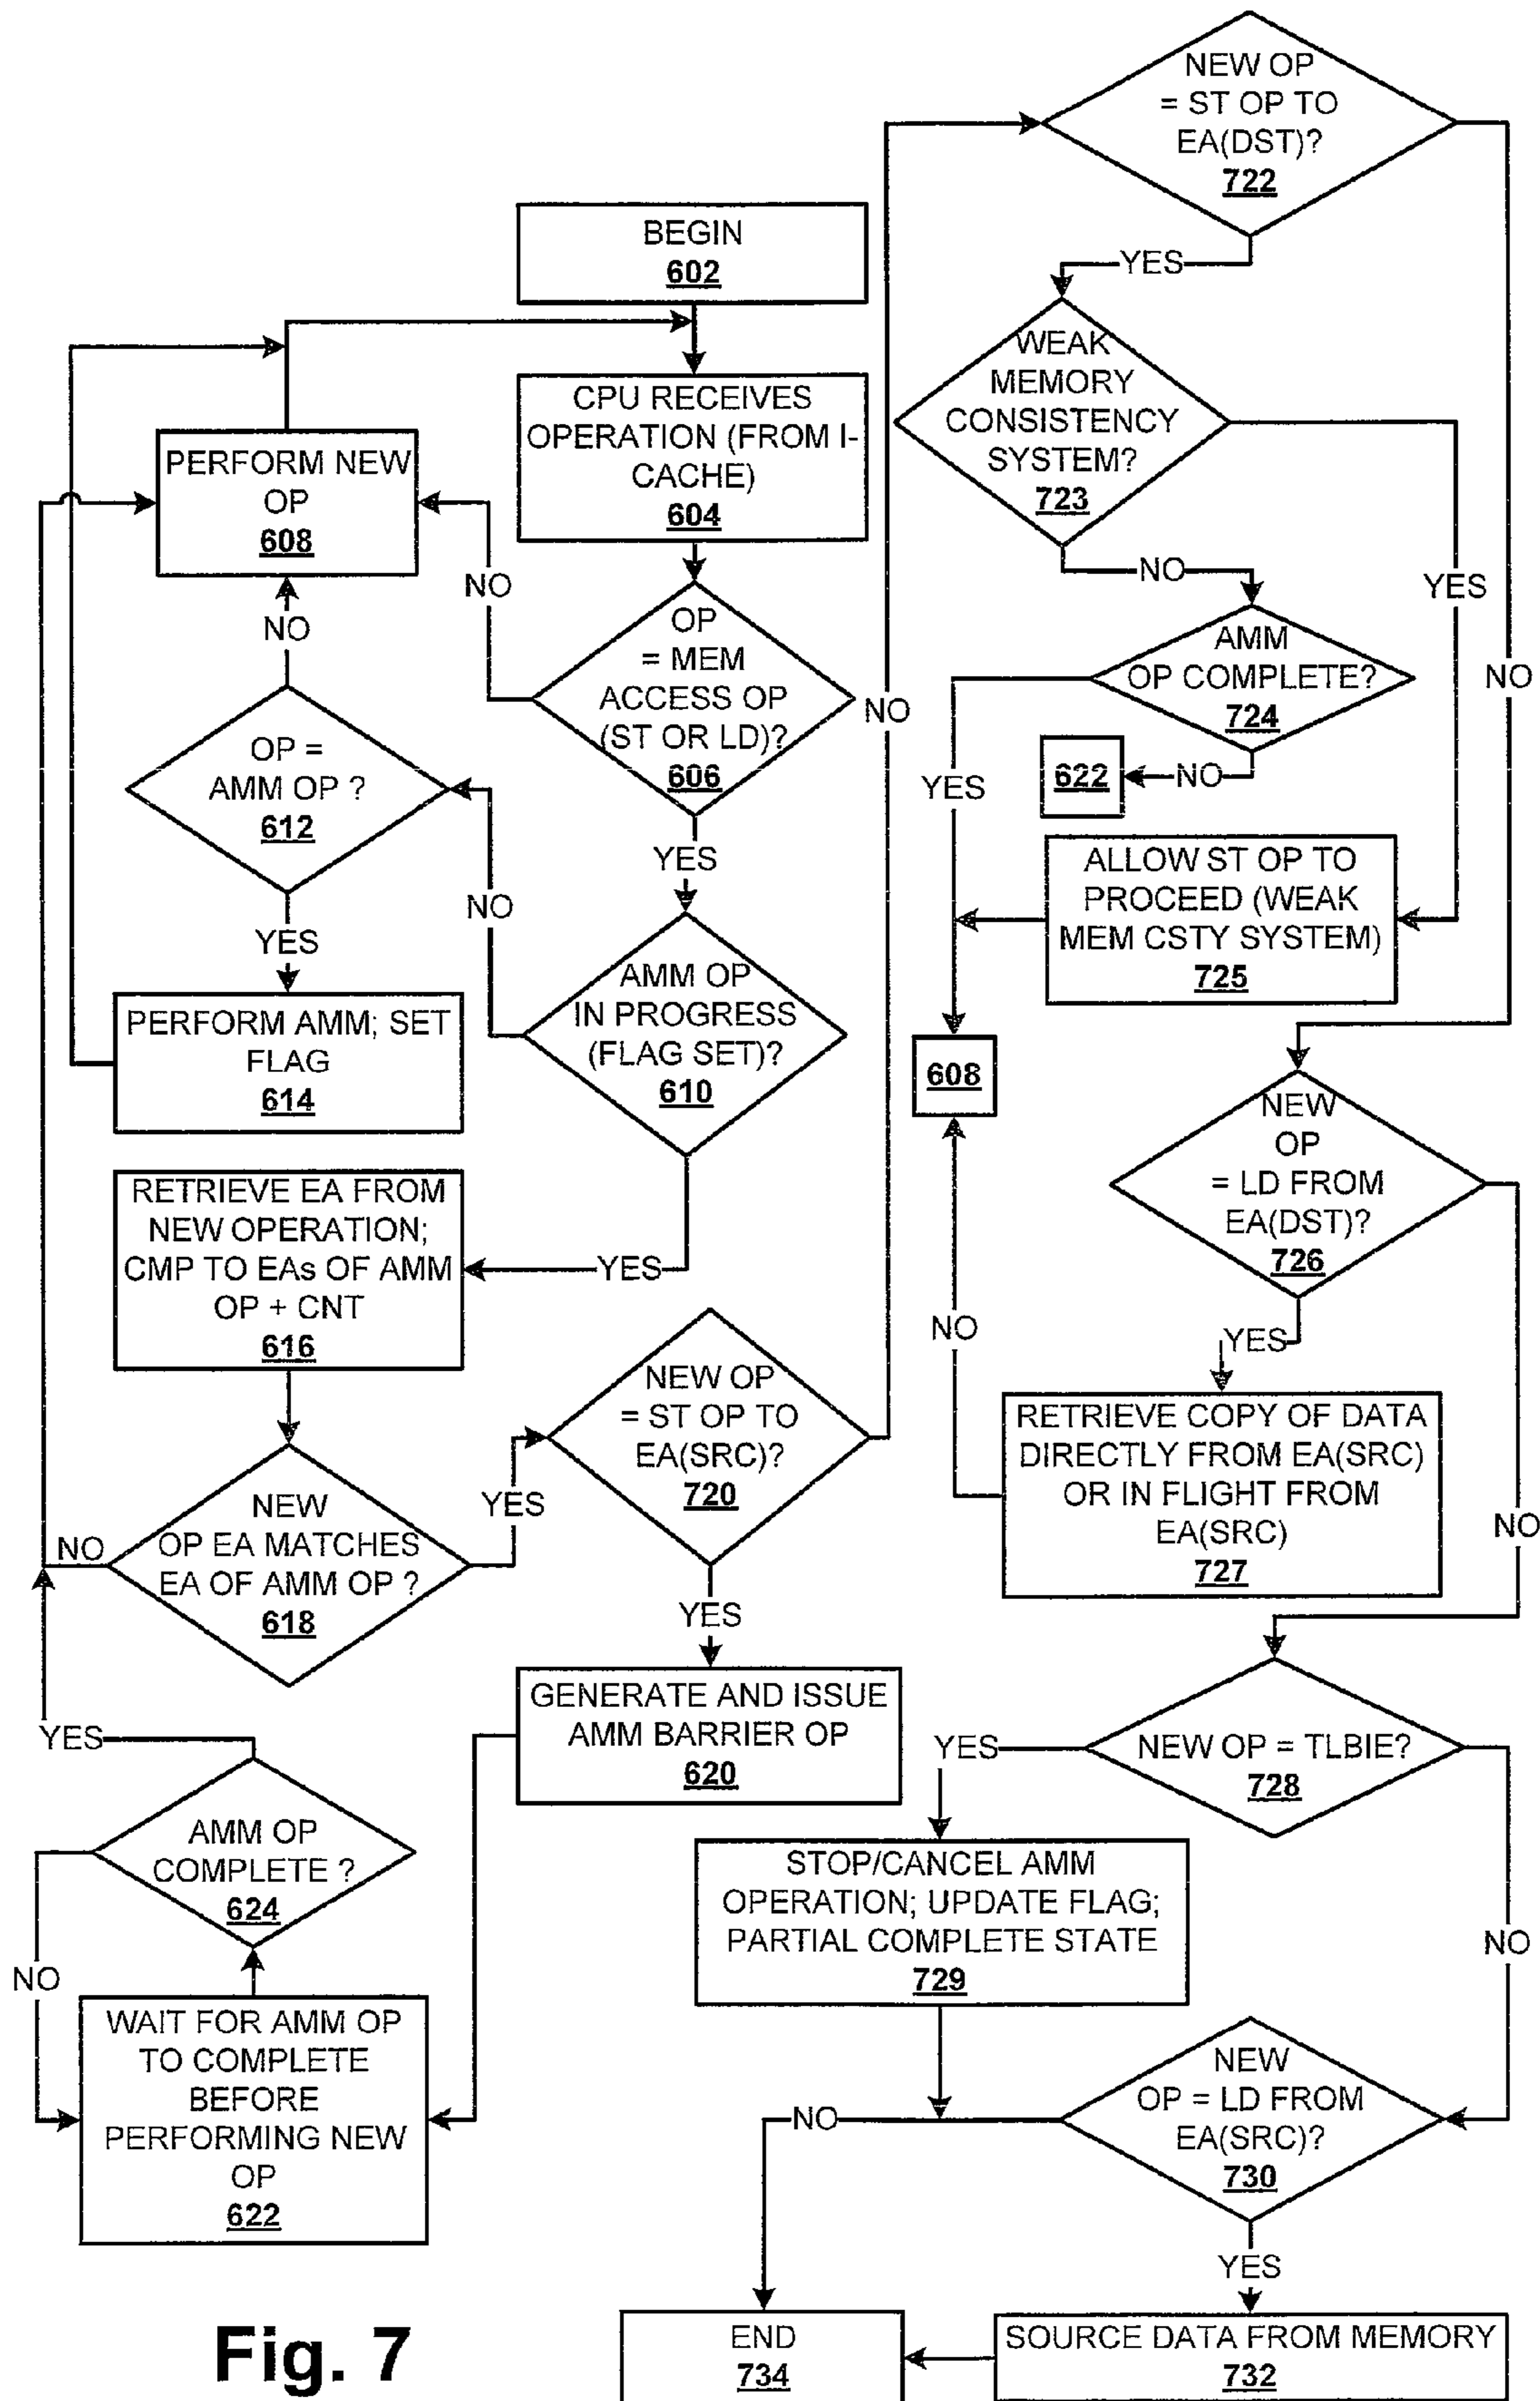 NEW OP
= ST OP TO
EA(DST)?
722
YES
NO
BEGIN
602
WEAK
MEMORY
CONSISTENCY
SYSTEM?
723
NO
YES
CPU RECEIVES
OPERATION (FROM I-
CACHE)
604
PERFORM NEW
OP
608
NO
NO
OP
= MEM
ACCESS OP
(ST OR LD)?
606
YES
NO
AMM
OP COMPLETE?
724
YES
NO
622
OP =
AMM OP ?
612
YES
NO
ALLOW ST OP TO
PROCEED (WEAK
MEM CSTY SYSTEM)
725
PERFORM AMM; SET
FLAG
614
AMM OP
IN PROGRESS
(FLAG SET)?
610
YES
608
NO
NEW
OP
= LD FROM
EA(DST)?
726
YES
NO
RETRIEVE EA FROM
NEW OPERATION;
CMP TO EAs OF AMM
OP + CNT
616
NEW OP
= ST OP TO
EA(SRC)?
720
YES
RETRIEVE COPY OF DATA
DIRECTLY FROM EA(SRC)
OR IN FLIGHT FROM
EA(SRC)
727
NEW
OP EA MATCHES
EA OF AMM OP ?
618
NO
YES
GENERATE AND ISSUE
AMM BARRIER OP
620
NEW OP = TLBIE?
728
YES
NO
YES
AMM OP
COMPLETE ?
624
NO
STOP/CANCEL AMM
OPERATION; UPDATE FLAG;
PARTIAL COMPLETE STATE
729
WAIT FOR AMM OP
TO COMPLETE
BEFORE
PERFORMING NEW
OP
622
NEW
OP = LD FROM
EA(SRC)?
730
NO
YES
END
734
SOURCE DATA FROM MEMORY
732
Fig. 7